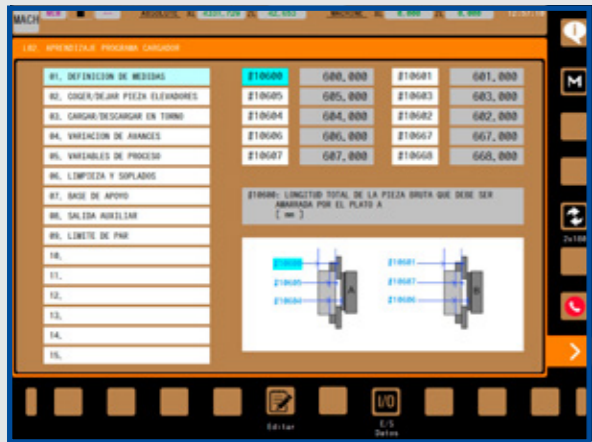 MACH
L02. APRENDIZAJE PROGRAMA CARGADOR
01. DEFINICION DE MEDIDAS
02. COGER/DEJAR PIEZA ELEVADORES
03. CARGAR/DESCARGAR EN TORNO
04. VARIACION DE AVANCES
05. VARIABLES DE PROCESO
06. LIMPIEZA Y SOPLADOS
07. BASE DE APOYO
08. SALIDA AUXILIAR
09. LIMITE DE PAR
10.
11.
12.
13.
14.
15.
#10600 600.000 #10601 601.000
#10605 605.000 #10603 603.000
#10604 604.000 #10602 602.000
#10606 606.000 #10667 667.000
#10607 607.000 #10668 668.000
#10600: LONGITUD TOTAL DE LA PIEZA BRUTA QUE DEBE SER
AMARRADA POR EL PLATO A
[ mm ]
#10600 #10601
#10605 A #10607 B
#10604 #10606
M
2x180
Editar
I/O
E/S
Datos